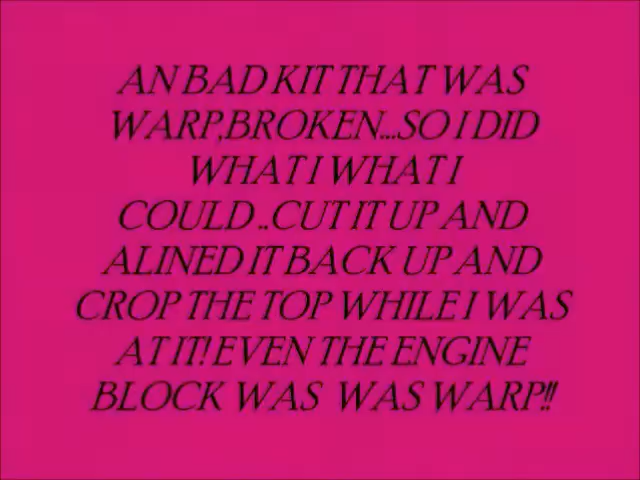 AN BAD KIT THAT WAS
WARP,BROKEN...SO I DID
WHAT I WHAT I
COULD ..CUT IT UP AND
ALINED IT BACK UP AND
CROP THE TOP WHILE I WAS
AT IT! EVEN THE ENGINE
BLOCK WAS WAS WARP!!